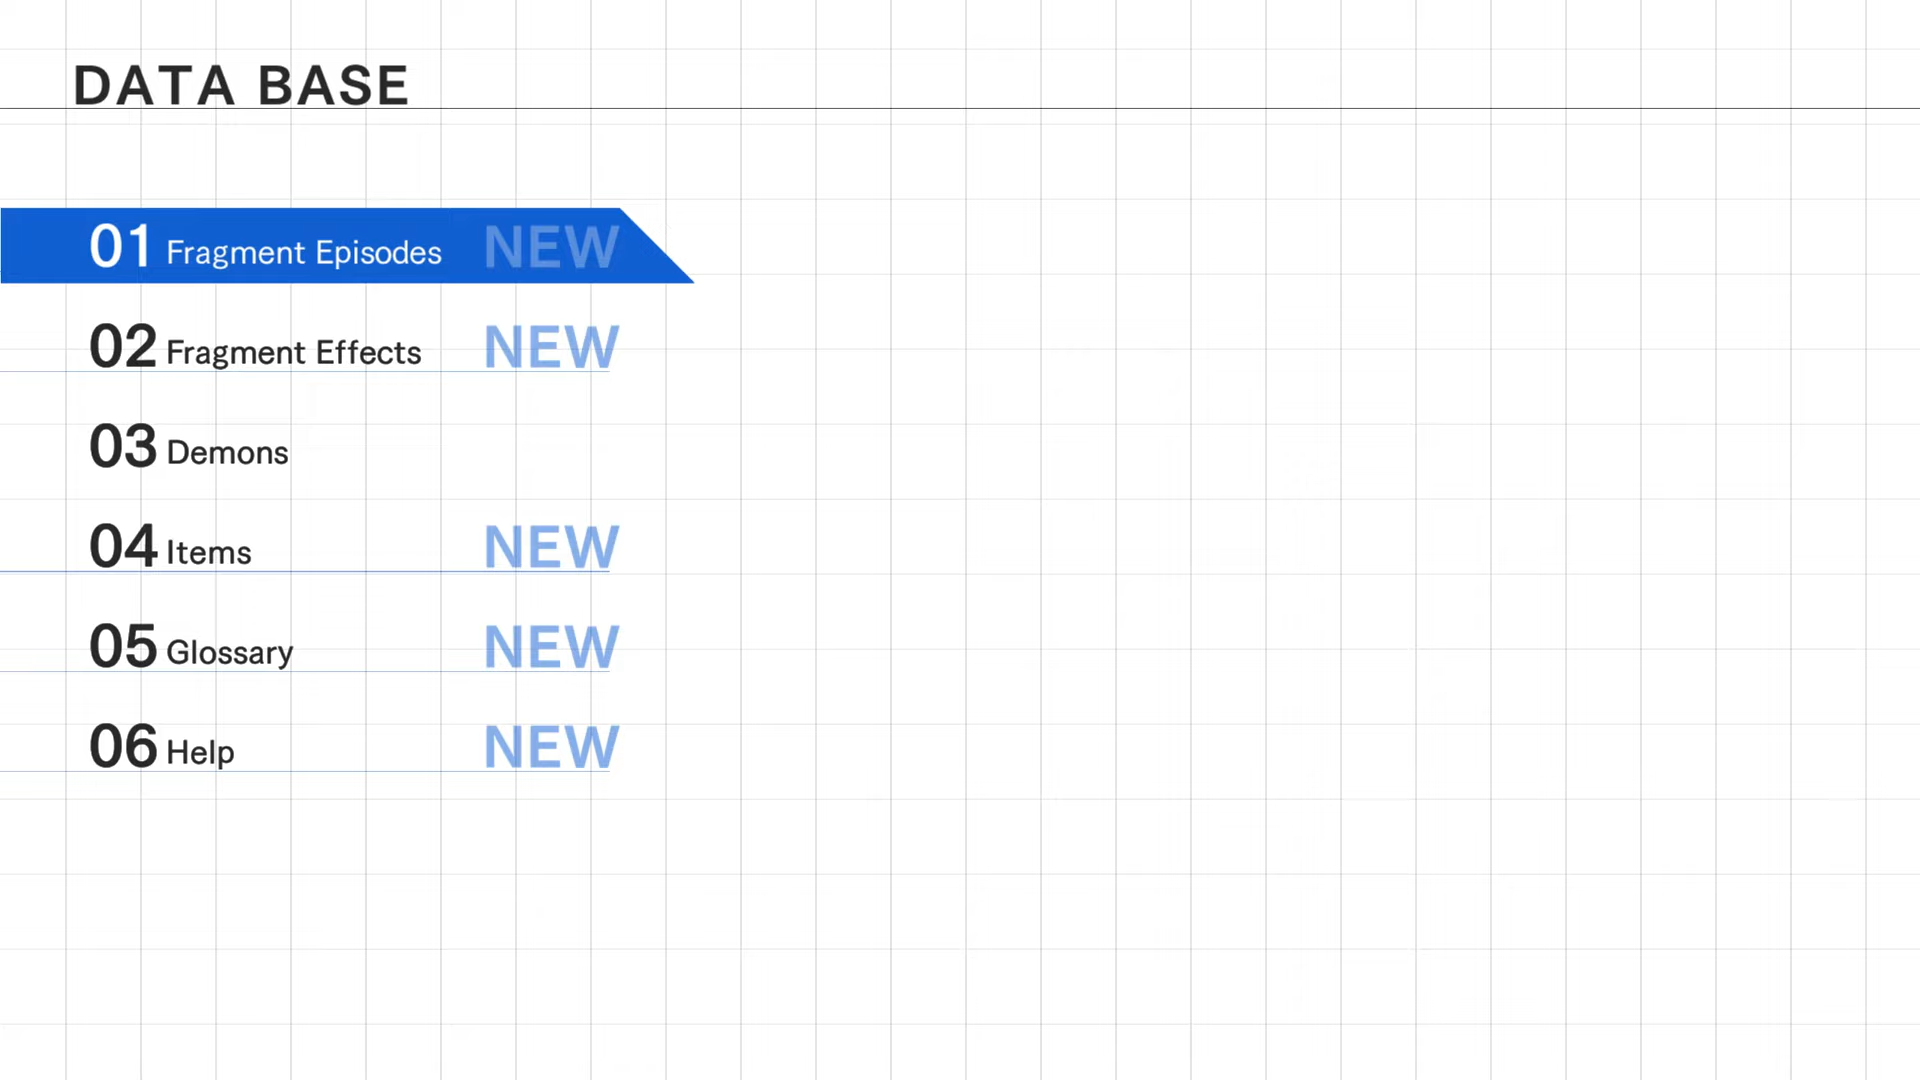 DATA BASE
01 Fragment Episodes NEW
02 Fragment Effects NEW
03 Demons
04 Items NEW
05 Glossary NEW
06 Help NEW